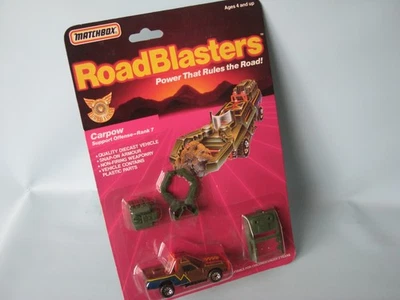 MATCHBOX
Ages 4 and up
RoadBlasters
Power That Rules the Road!
Carpow
Support Offense—Rank 7
• QUALITY DIECAST VEHICLE
• SNAP-ON ARMOUR
• NON-FIRING WEAPONRY
• VEHICLE CONTAINS
PLASTIC PARTS